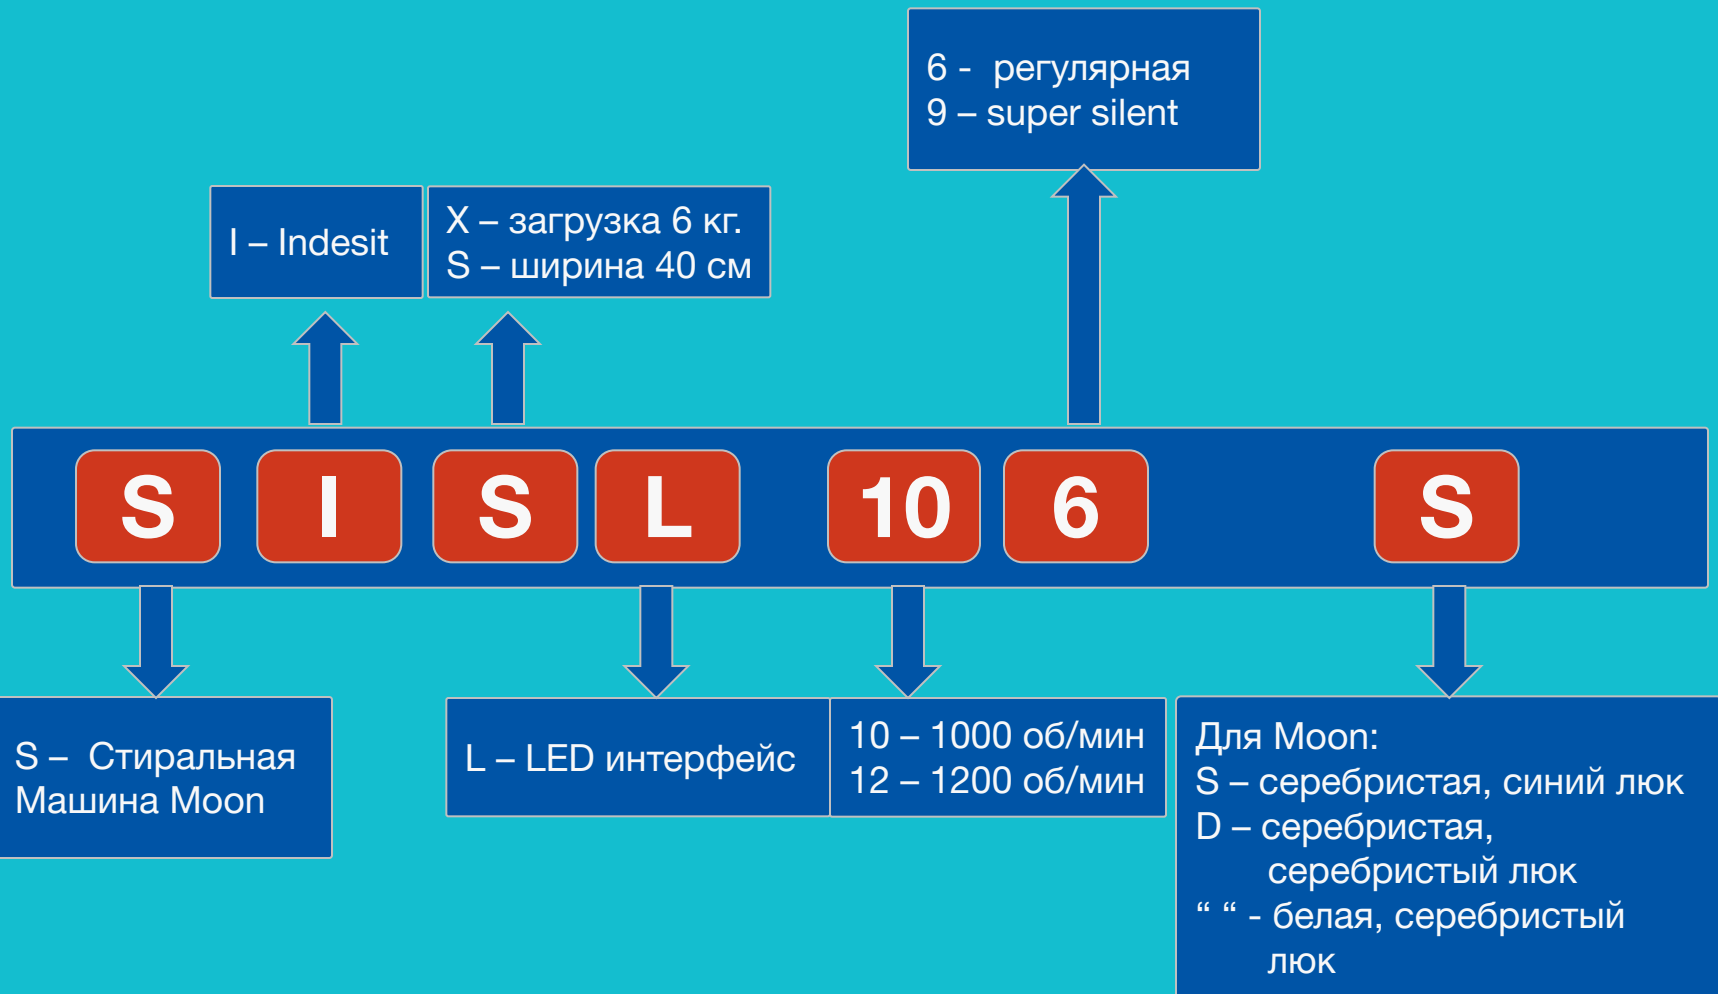 6 -  регулярная
9 – super silent
I – Indesit
X – загрузка 6 кг.
S – ширина 40 см
S I S L 10 6 S
S –  Стиральная
Машина Moon
L – LED интерфейс
10 – 1000 об/мин
12 – 1200 об/мин
Для Moon:
S – серебристая, синий люк
D – серебристая,
серебристый люк
“ “ - белая, серебристый
люк